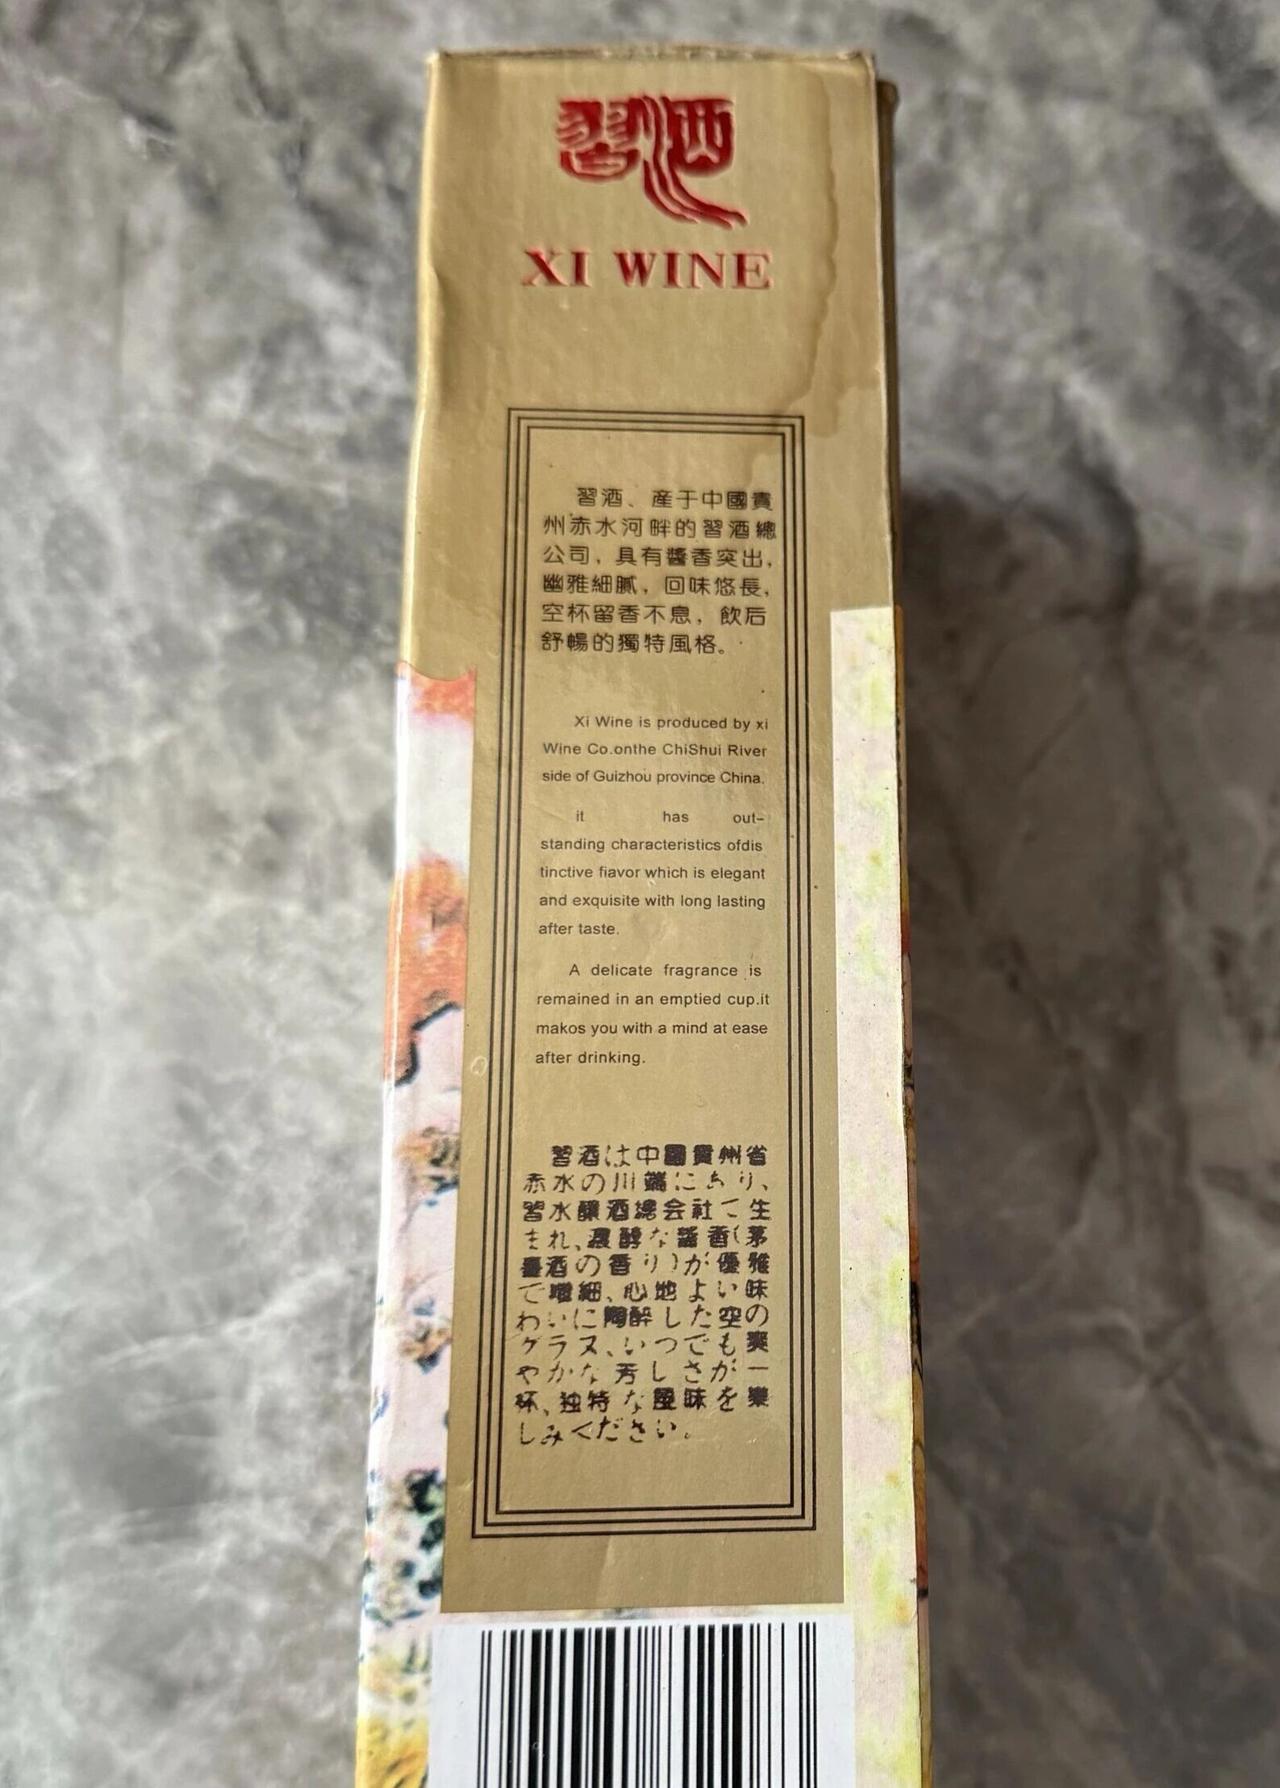 習酒
XI WINE
習酒、産于中國貴
州赤水河畔的習酒總
公司，具有醬香突出，
幽雅細膩，回味悠長，
空杯留香不息，飲后
舒暢的獨特風格。
Xi Wine is produced by xi
Wine Co.onthe ChiShui River
side of Guizhou province China.
it has out-
standing characteristics ofdis
tinctive fiavor which is elegant
and exquisite with long lasting
after taste.
A delicate fragrance is
remained in an emptied cup.it
makos you with a mind at ease
after drinking.
習酒は中國貴州省
赤水の川端にあり、
習水釀酒總会社で生
まれ、濃醇な醬香(茅
臺酒の香り)が優雅
で細、心地よい味
わいに陶醉した空の
グラス、いつでも爽
やかな芳しさが一
杯、独特な風味を楽
しみください。